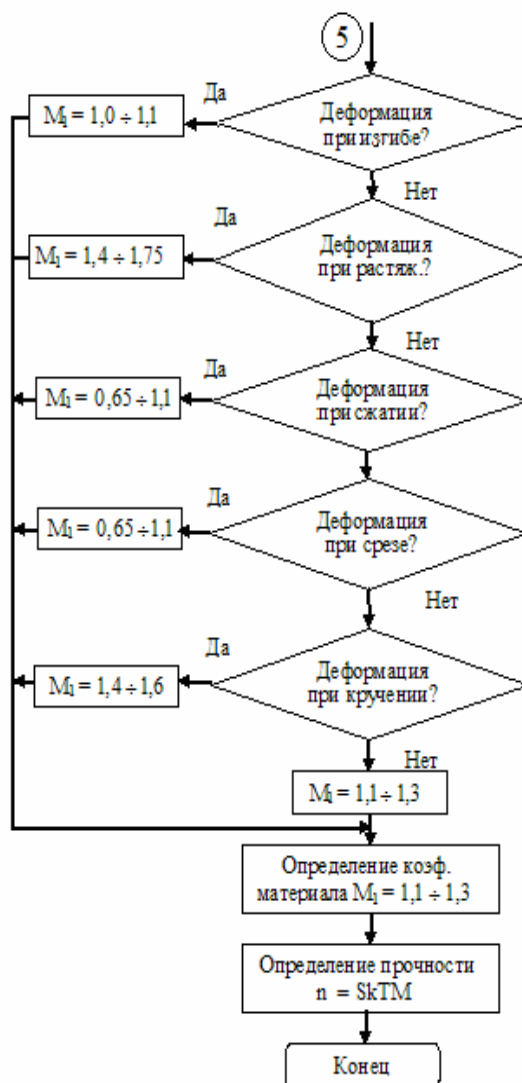 5
Да
M₁ = 1,0 ÷ 1,1
Деформация
при изгибе?
Нет
Да
M₁ = 1,4 ÷ 1,75
Деформация
при растяж.?
Нет
Да
M₁ = 0,65 ÷ 1,1
Деформация
при сжатии?
Да
M₁ = 0,65 ÷ 1,1
Деформация
при срезе?
Нет
Да
M₁ = 1,4 ÷ 1,6
Деформация
при кручении?
Нет
M₁ = 1,1 ÷ 1,3
Определение коэф.
материала M₁ = 1,1 ÷ 1,3
Определение прочности
n = SkTM
Конец